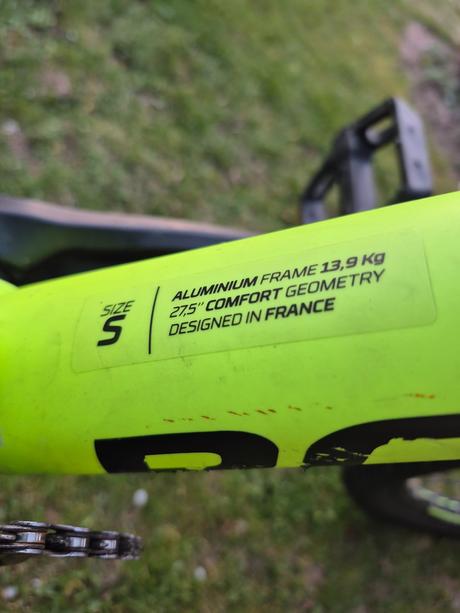 SIZE
S
ALUMINIUM FRAME 13,9 Kg
27,5" COMFORT GEOMETRY
DESIGNED IN FRANCE